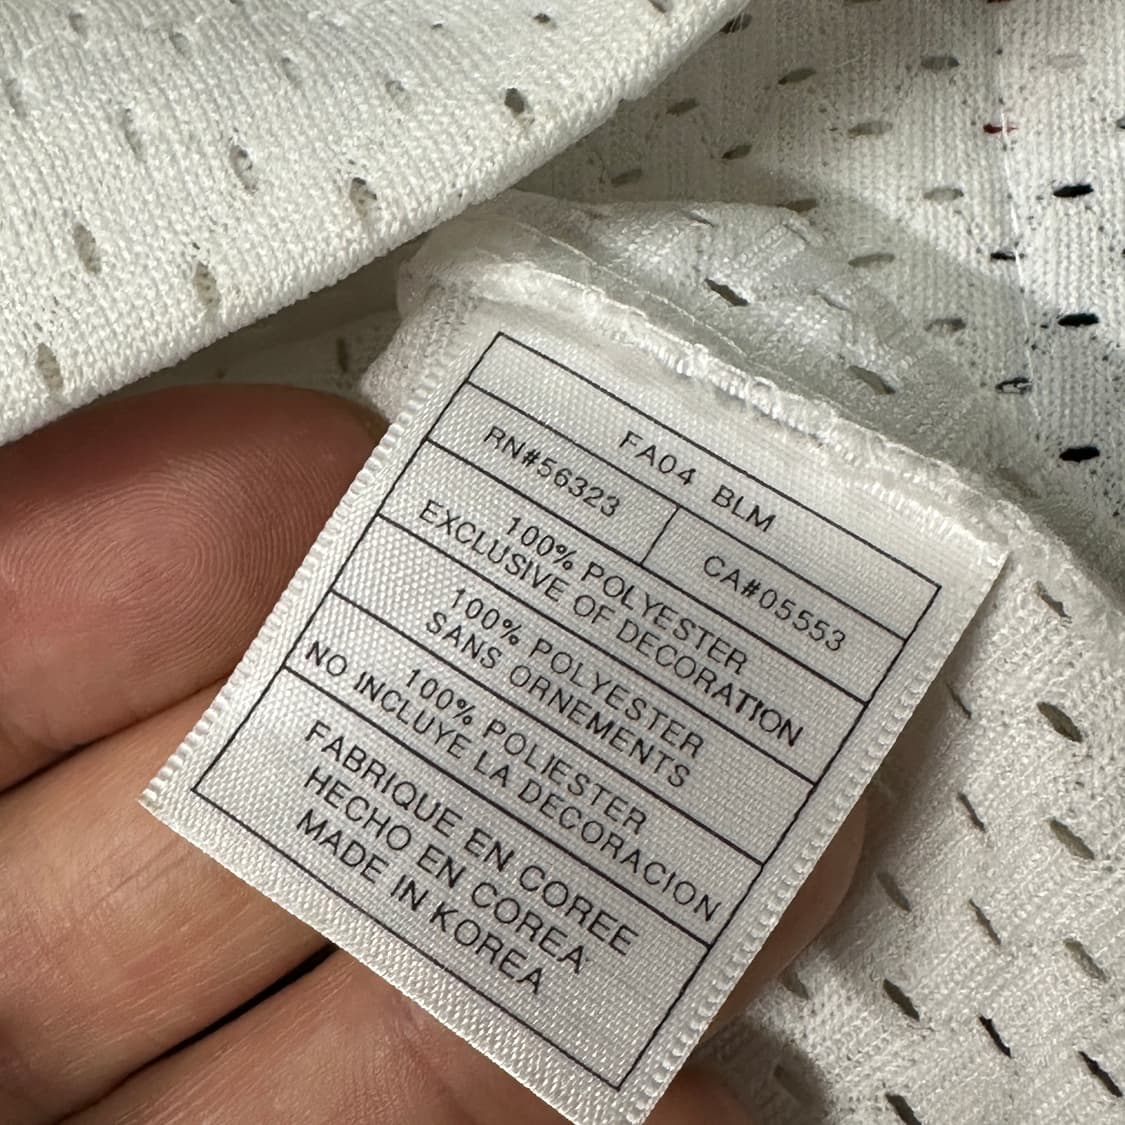 FA04 BLM
RN#56323 CA#05553
100% POLYESTER
EXCLUSIVE OF DECORATION
100% POLYESTER
SANS ORNEMENTS
100% POLIESTER
NO INCLUYE LA DECORACION
FABRIQUE EN COREE
HECHO EN COREA
MADE IN KOREA